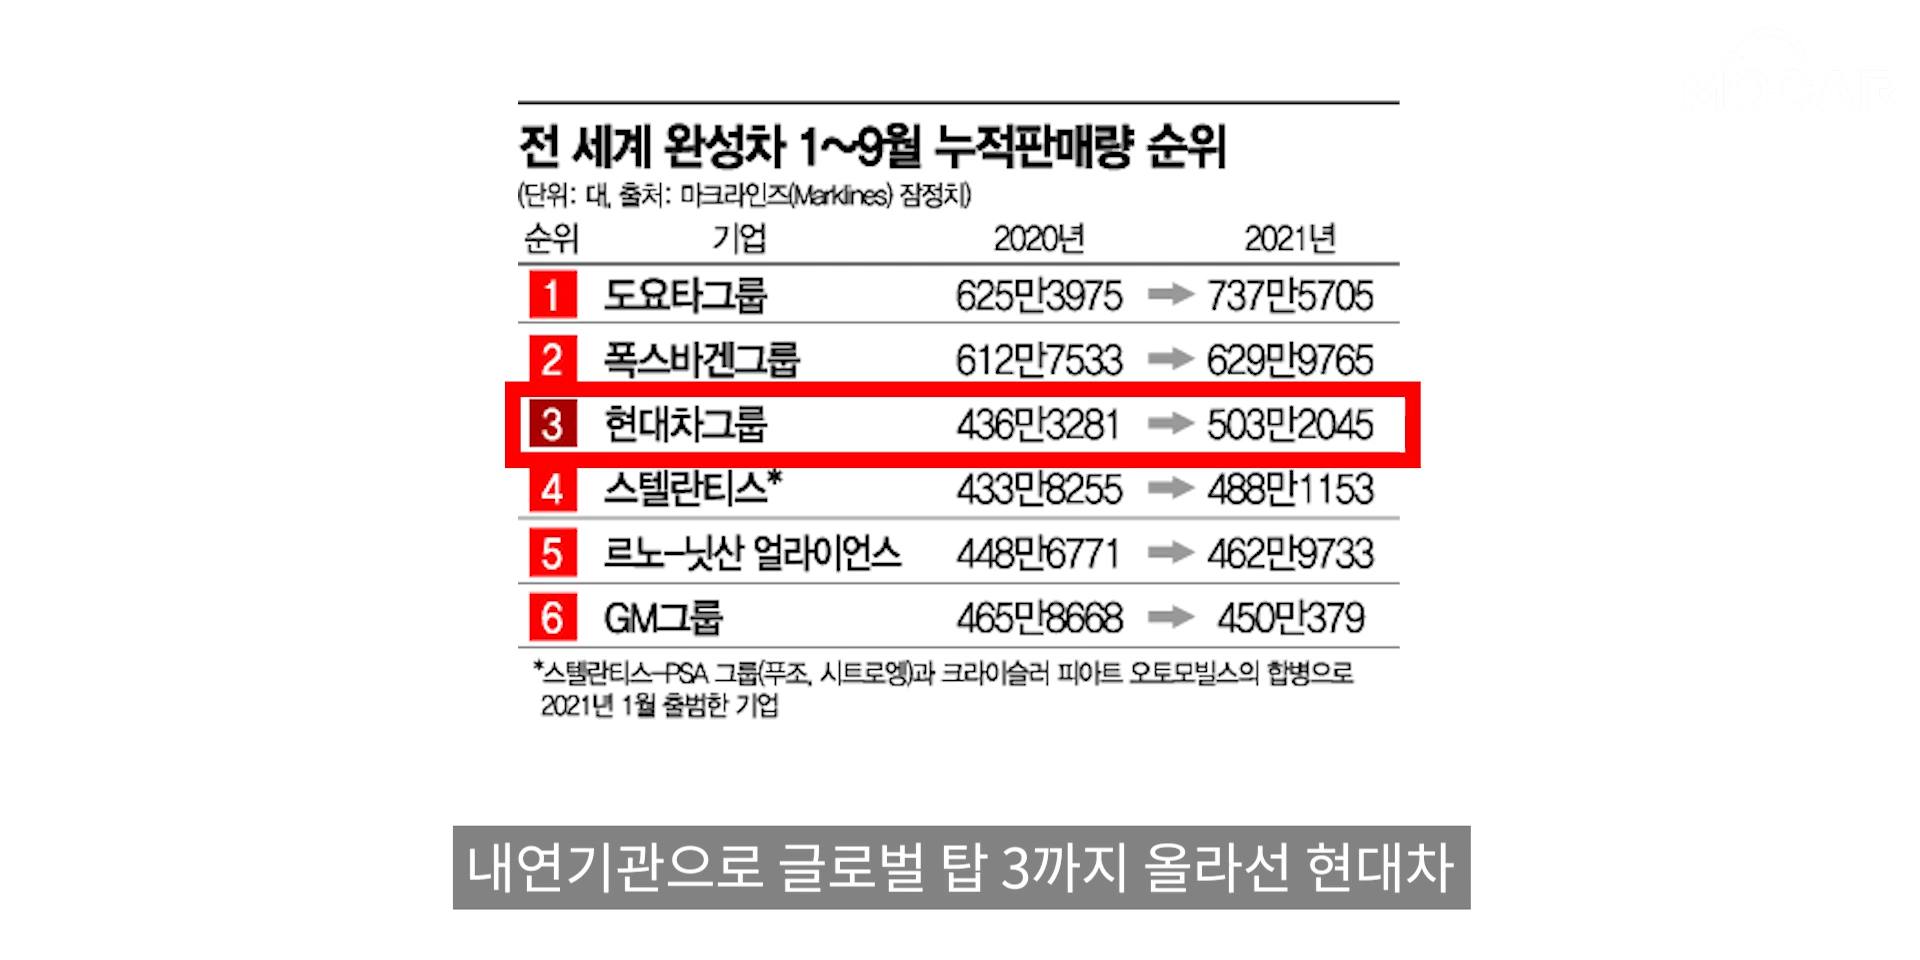 전 세계 완성차 1~9월 누적판매량 순위
(단위: 대, 출처: 마크라인즈(Marklines) 잠정치)
순위 기업 2020년 2021년
1 도요타그룹 625만3975 → 737만5705
2 폭스바겐그룹 612만7533 → 629만9765
3 현대차그룹 436만3281 → 503만2045
4 스텔란티스* 433만8255 → 488만1153
5 르노-닛산 얼라이언스 448만6771 → 462만9733
6 GM그룹 465만8668 → 450만379
*스텔란티스-PSA 그룹(푸조, 시트로엥)과 크라이슬러 피아트 오토모빌스의 합병으로
2021년 1월 출범한 기업
내연기관으로 글로벌 탑 3까지 올라선 현대차